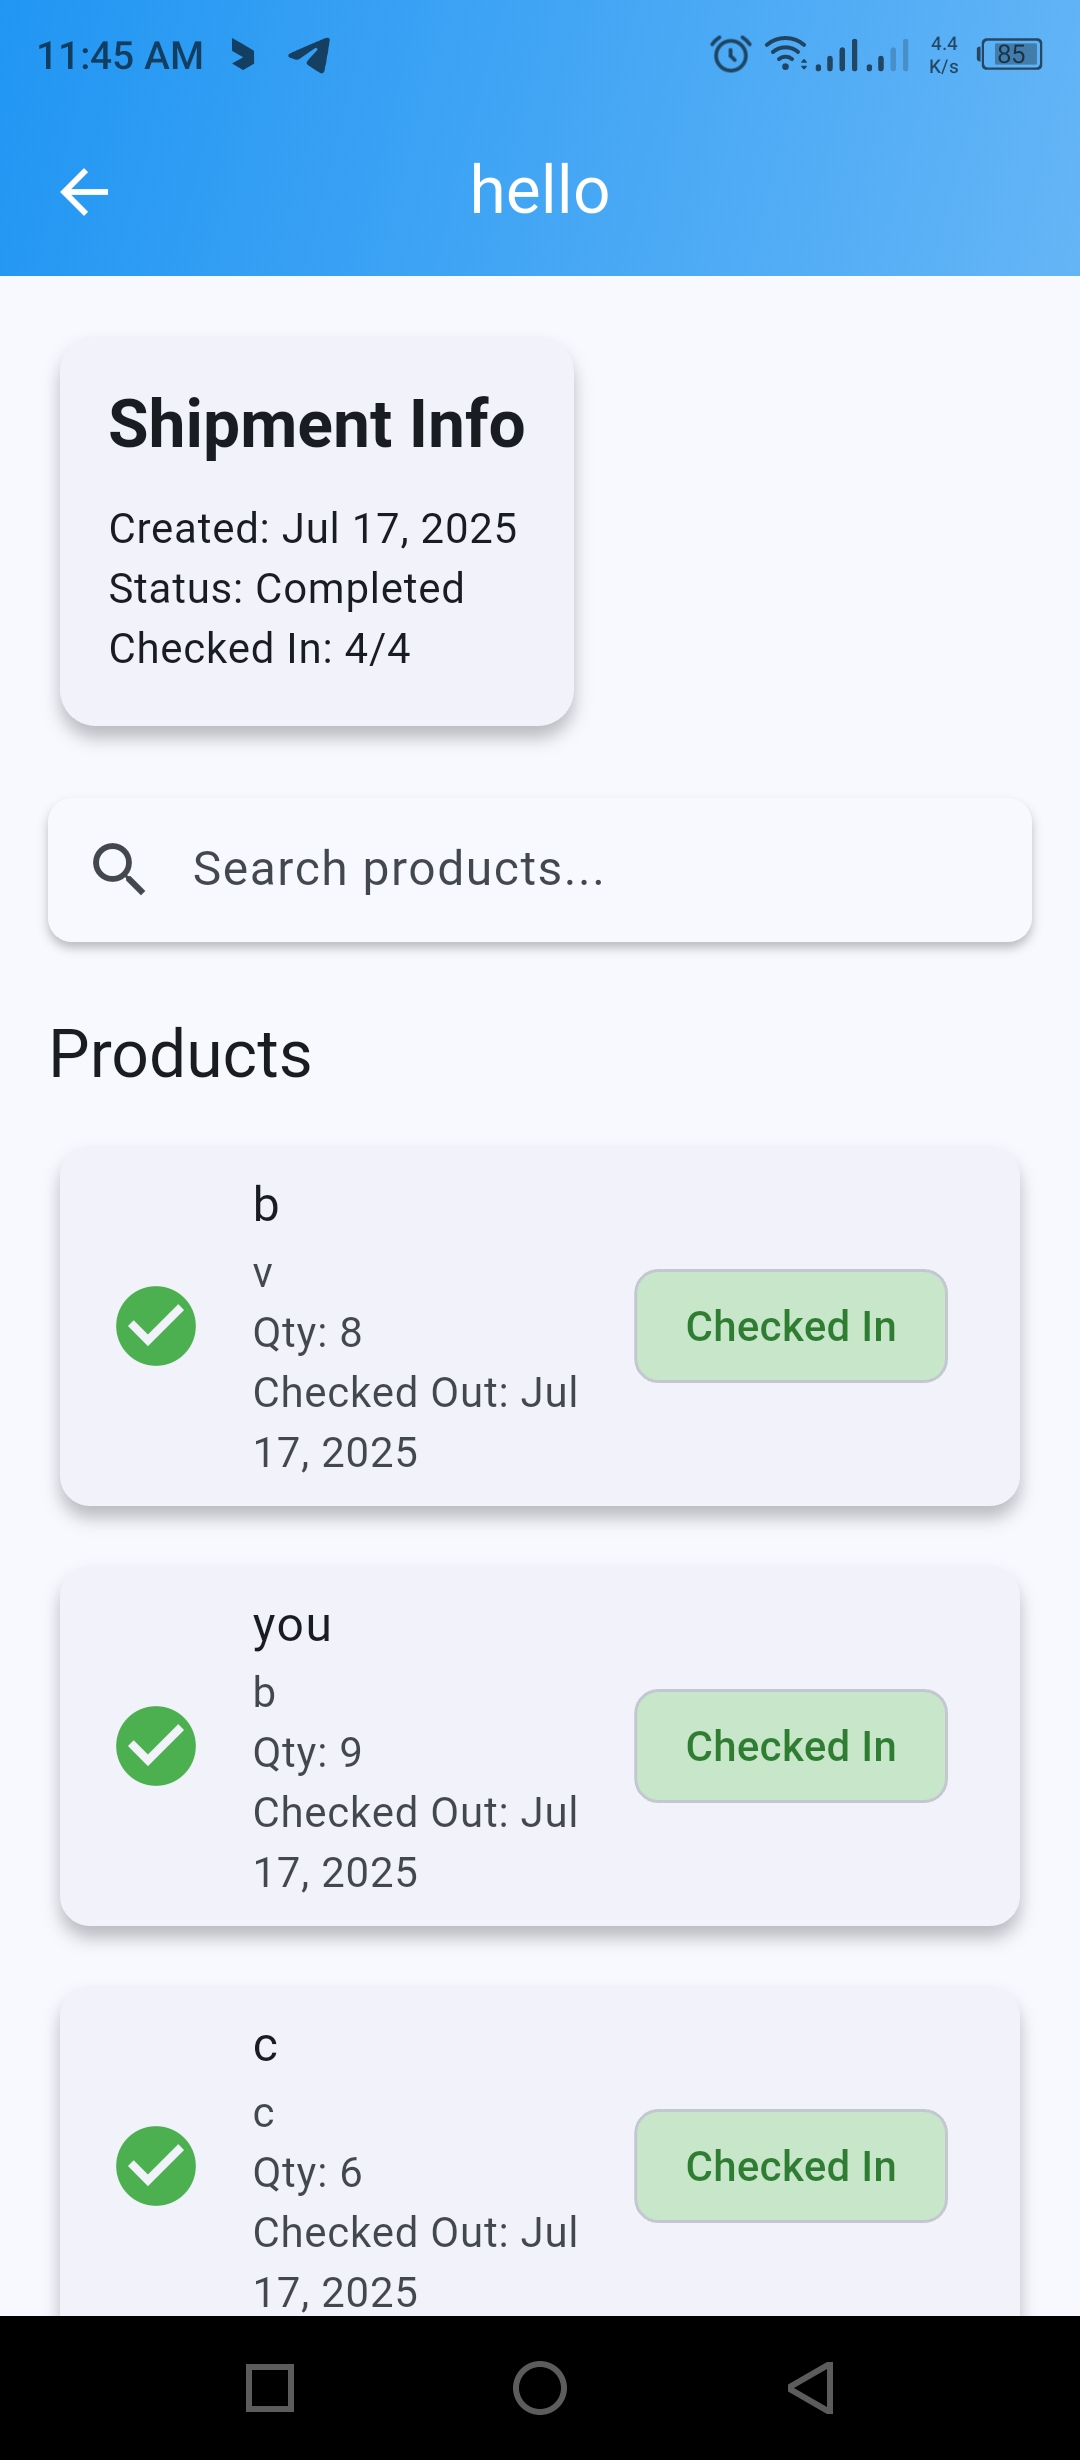 11:45 AM
4.4
K/s
85
hello
Shipment Info
Created: Jul 17, 2025
Status: Completed
Checked In: 4/4
Search products...
Products
b
v
Qty: 8
Checked Out: Jul
17, 2025
Checked In
you
b
Qty: 9
Checked Out: Jul
17, 2025
Checked In
c
c
Qty: 6
Checked Out: Jul
17, 2025
Checked In